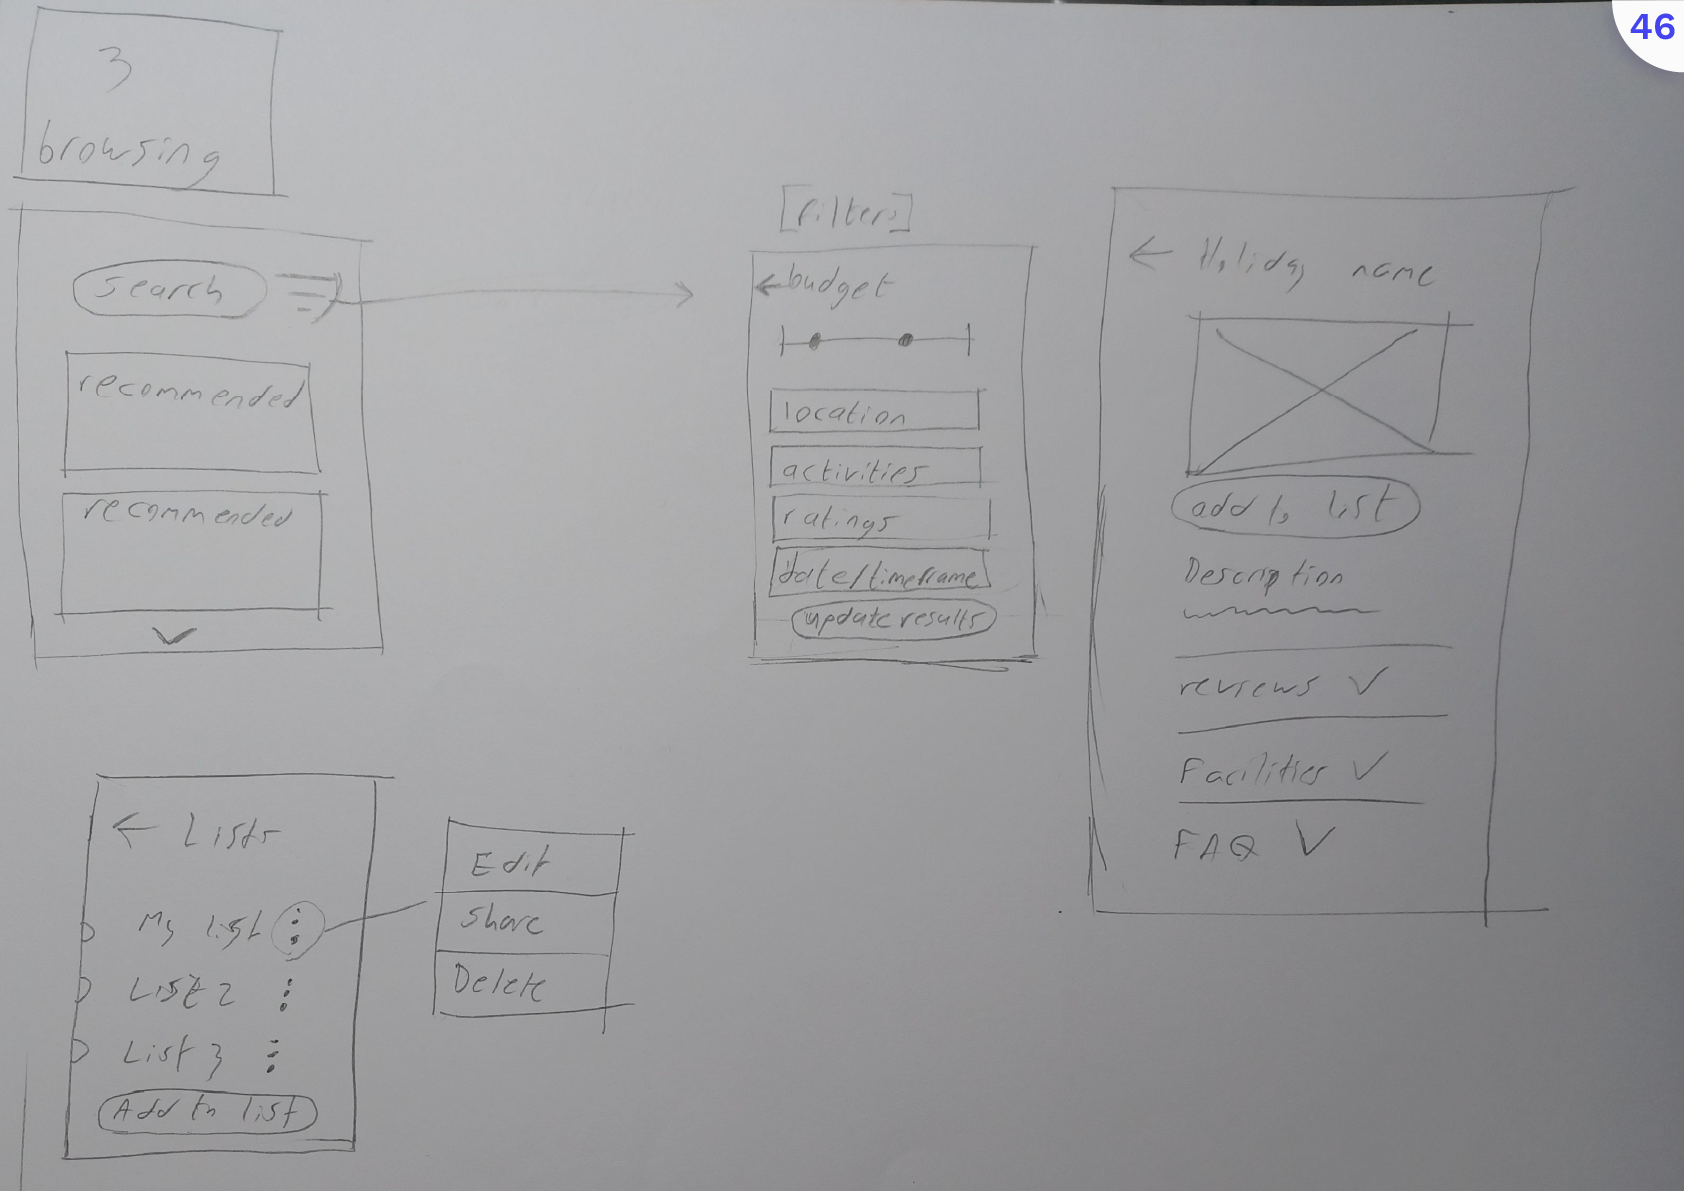 46
3
browsing
search
recommended
recommended
[filters]
budget
location
activities
ratings
date/timeframe
update results
Holiday name
add to list
Description
reviews
Facilities
FAQ
Lists
My list
List 2
List 3
Add to list
Edit
Share
Delete